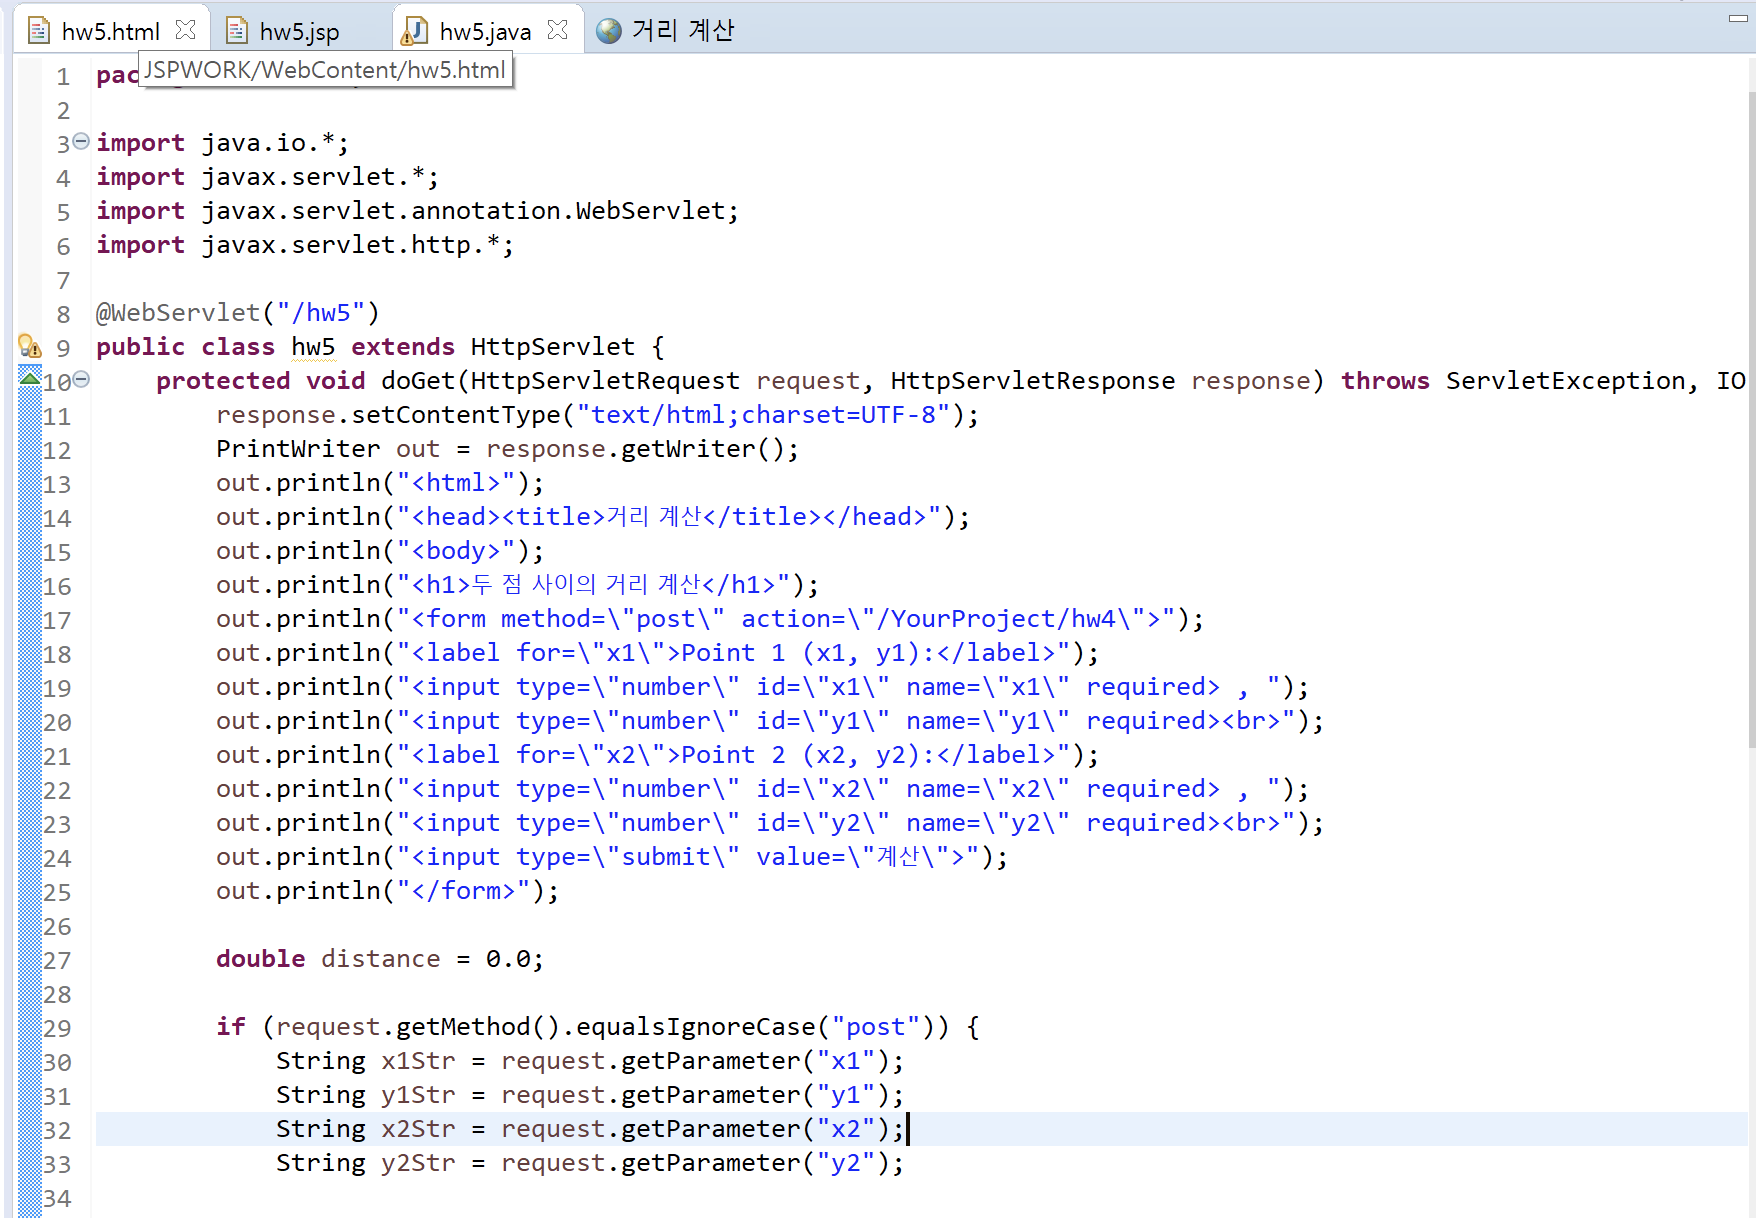 hw5.html hw5.jsp hw5.java 거리 계산
JSPWORK/WebContent/hw5.html
1 pac
2
3 import java.io.*;
4 import javax.servlet.*;
5 import javax.servlet.annotation.WebServlet;
6 import javax.servlet.http.*;
7
8 @WebServlet("/hw5")
9 public class hw5 extends HttpServlet {
10 protected void doGet(HttpServletRequest request, HttpServletResponse response) throws ServletException, IO
11 response.setContentType("text/html;charset=UTF-8");
12 PrintWriter out = response.getWriter();
13 out.println("<html>");
14 out.println("<head><title>거리 계산</title></head>");
15 out.println("<body>");
16 out.println("<h1>두 점 사이의 거리 계산</h1>");
17 out.println("<form method=\"post\" action=\"/YourProject/hw4\">");
18 out.println("<label for=\"x1\">Point 1 (x1, y1):</label>");
19 out.println("<input type=\"number\" id=\"x1\" name=\"x1\" required> , ");
20 out.println("<input type=\"number\" id=\"y1\" name=\"y1\" required><br>");
21 out.println("<label for=\"x2\">Point 2 (x2, y2):</label>");
22 out.println("<input type=\"number\" id=\"x2\" name=\"x2\" required> , ");
23 out.println("<input type=\"number\" id=\"y2\" name=\"y2\" required><br>");
24 out.println("<input type=\"submit\" value=\"계산\">");
25 out.println("</form>");
26
27 double distance = 0.0;
28
29 if (request.getMethod().equalsIgnoreCase("post")) {
30 String x1Str = request.getParameter("x1");
31 String y1Str = request.getParameter("y1");
32 String x2Str = request.getParameter("x2");
33 String y2Str = request.getParameter("y2");
34